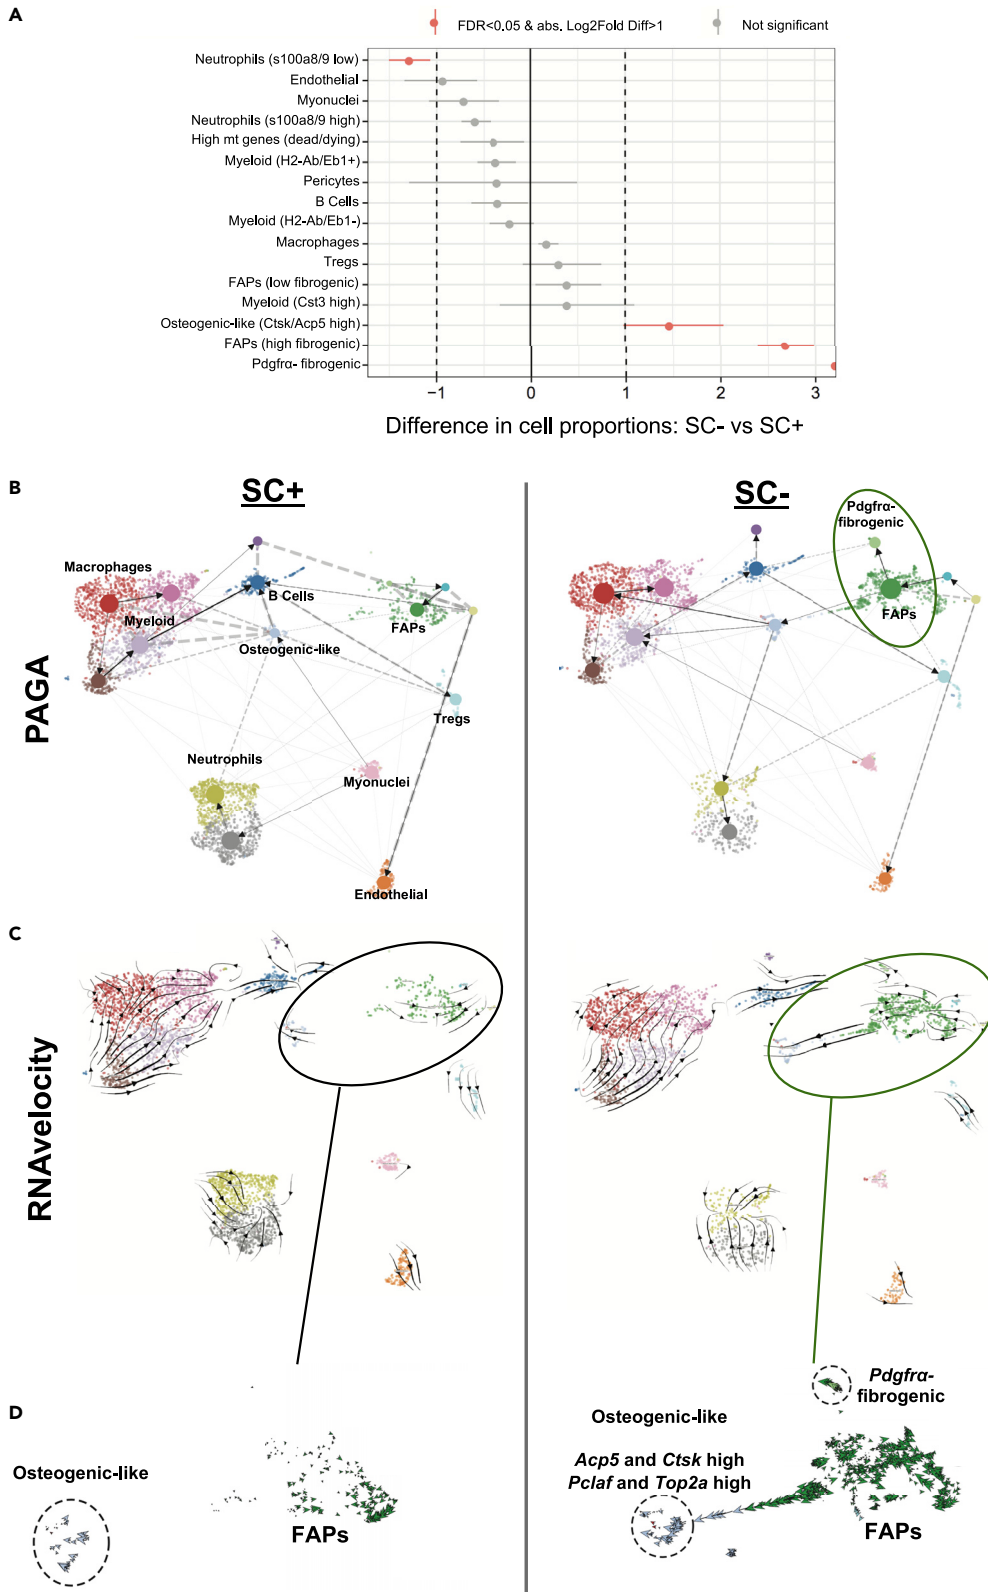 A
FDR<0.05 & abs. Log2Fold Diff>1
Not significant
Neutrophils (s100a8/9 low)
Endothelial
Myonuclei
Neutrophils (s100a8/9 high)
High mt genes (dead/dying)
Myeloid (H2-Ab/Eb1+)
Pericytes
B Cells
Myeloid (H2-Ab/Eb1-)
Macrophages
Tregs
FAPs (low fibrogenic)
Myeloid (Cst3 high)
Osteogenic-like (Ctsk/Acp5 high)
FAPs (high fibrogenic)
Pdgfrα- fibrogenic
−1 0 1 2 3
Difference in cell proportions: SC- vs SC+
B
SC+
SC-
PAGA
Macrophages
Myeloid
B Cells
Osteogenic-like
FAPs
Tregs
Neutrophils
Myonuclei
Endothelial
Pdgfrα-
fibrogenic
FAPs
C
RNAvelocity
D
Osteogenic-like
FAPs
Pdgfrα-
fibrogenic
Osteogenic-like
Acp5 and Ctsk high
Pclaf and Top2a high
FAPs